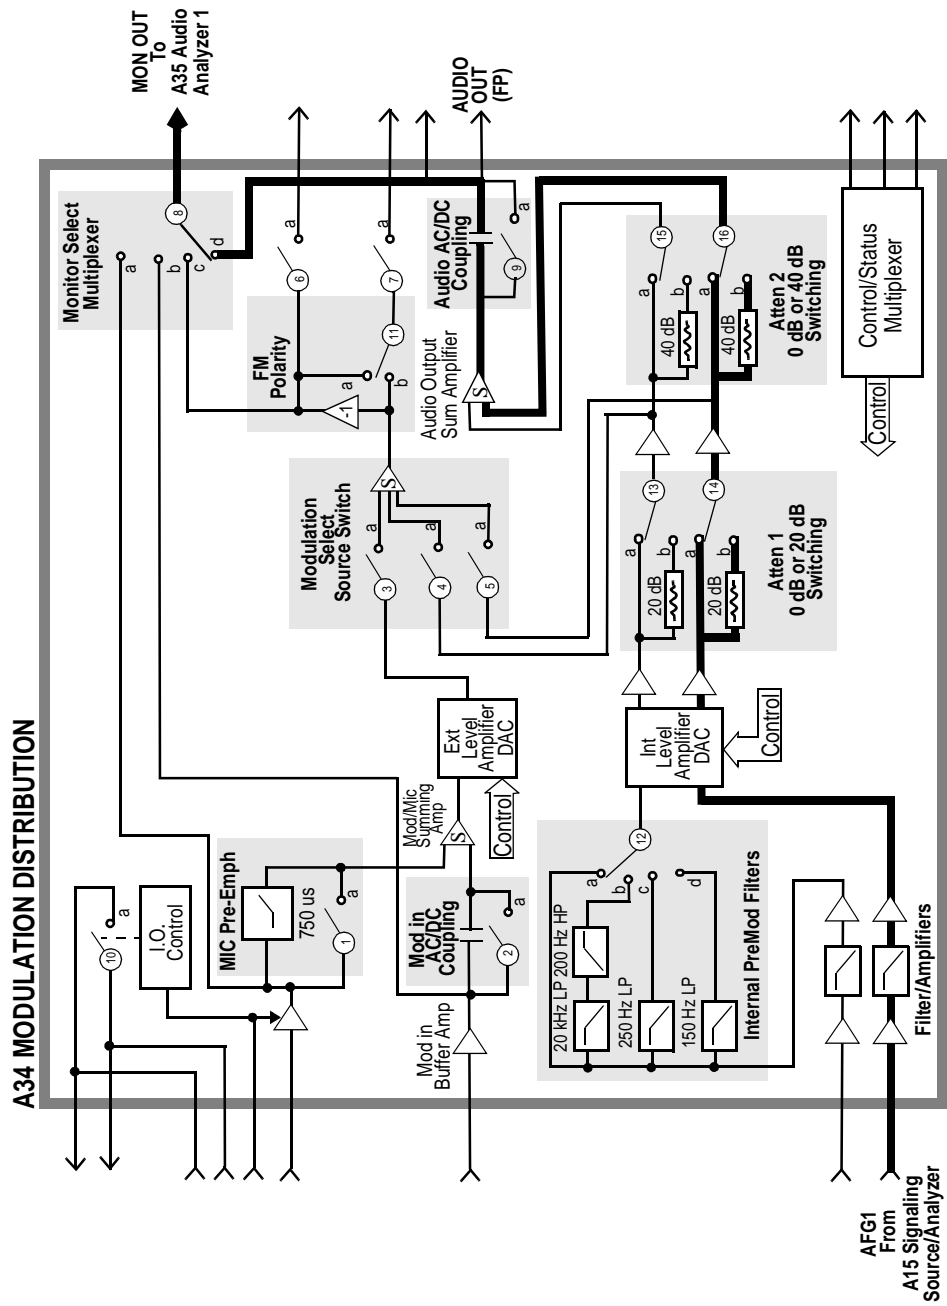 A34 MODULATION DISTRIBUTION
MON OUT
To
A35 Audio
Analyzer 1
AUDIO
OUT
(FP)
Monitor Select
Multiplexer
8
a
b
c
d
10
a
I.O.
Control
MIC Pre-Emph
750 us
1
a
Mod in
AC/DC
Coupling
2
a
Mod in
Buffer Amp
Mod/Mic
Summing
Amp
S
Ext
Level
Amplifier
DAC
Control
Modulation
Select
Source Switch
3
a
4
a
5
a
S
FM
Polarity
-1
a
b
11
6
a
7
a
Audio AC/DC
Coupling
9
a
Audio Output
Sum Amplifier
S
20 kHz LP
200 Hz HP
250 Hz LP
150 Hz LP
a
b
c
d
12
Internal PreMod Filters
Int
Level
Amplifier
DAC
Control
20 dB
a
b
13
20 dB
a
b
14
Atten 1
0 dB or 20 dB
Switching
40 dB
a
b
15
40 dB
a
b
16
Atten 2
0 dB or 40 dB
Switching
Control
Control/Status
Multiplexer
Filter/Amplifiers
AFG1
From
A15 Signaling
Source/Analyzer